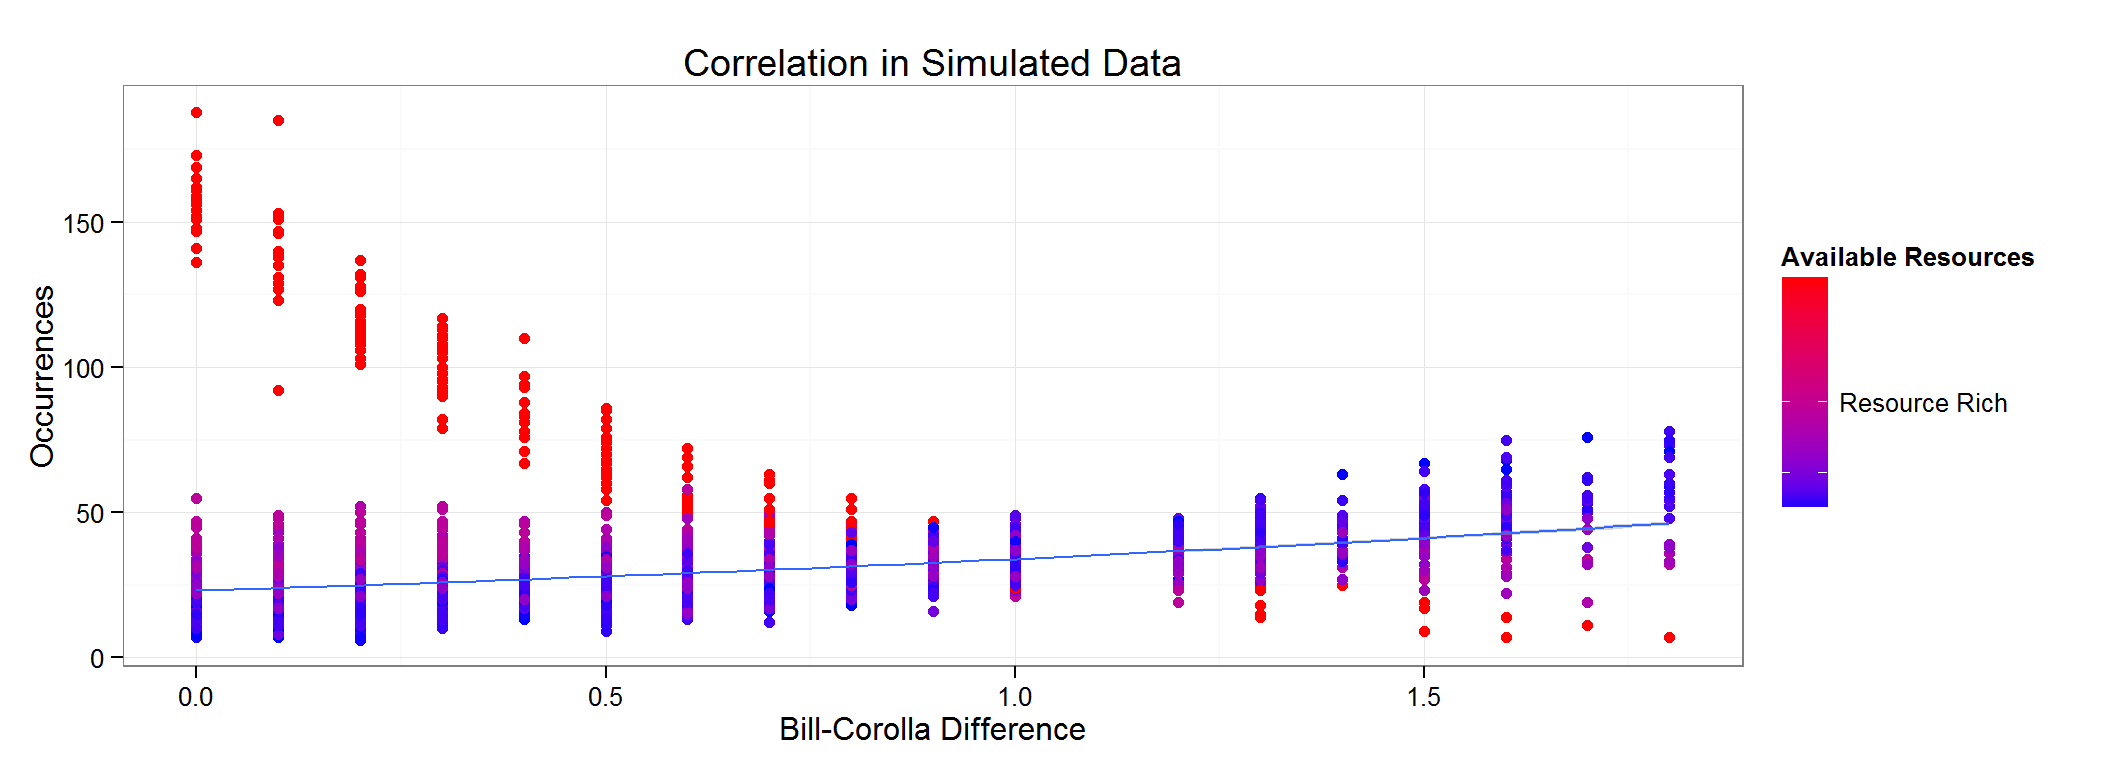 Correlation in Simulated Data
Occurrences
150
100
50
0
0.0
0.5
1.0
1.5
Bill-Corolla Difference
Available Resources
Resource Rich